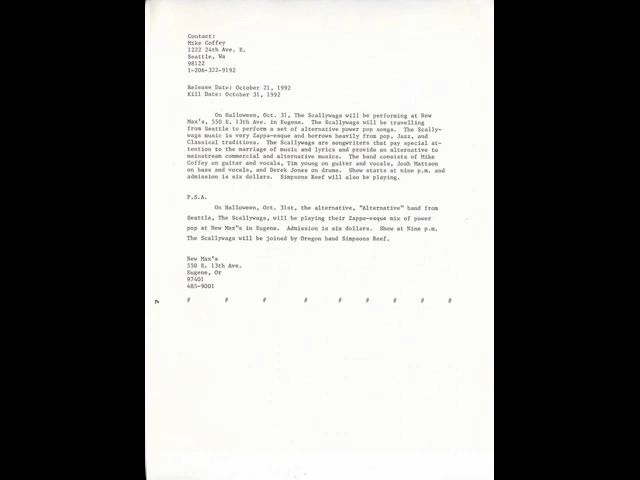 Contact:
Mike Coffey
1222 24th Ave. E.
Seattle, Wa
98122
1-206-322-9192
Release Date: October 21, 1992
Kill Date: October 31, 1992
On Halloween, Oct. 31, The Scallywags will be performing at New
Max's, 550 E. 13th Ave. in Eugene. The Scallywags will be travelling
from Seattle to perform a set of alternative power pop songs. The Scally-
wags music is very Zappa-esque and borrows heavily from pop, Jazz, and
Classical traditions. The Scallywags are songwriters that pay special at-
tention to the marriage of music and lyrics and provide an alternative to
mainstream commercial and alternative musics. The band consists of Mike
Coffey on guitar and vocals, Tim young on guiter and vocals, Josh Mattson
on bass and vocals, and Derek Jones on drums. Show starts at nine p.m. and
admission is six dollars. Simpsons Reef will also be playing.
P.S.A.
On Halloween, Oct. 31st, the alternative, "Alternative" band from
Seattle, The Scallywags, will be playing their Zappa-esque mix of power
pop at New Max"s in Eugene. Admission is six dollars. Show at Nine p.m.
The Scallywags will be joined by Oregon band Simpsons Reef.
New Max's
550 E. 13th Ave.
Eugene, Or
97401
485-9001
# # # # # # # # #